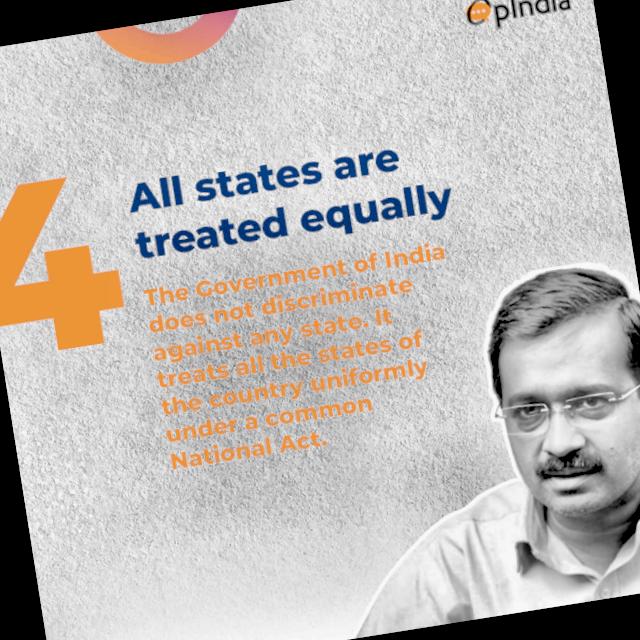 OpIndia
4
All states are
treated equally
The Government of India
does not discriminate
against any state. It
treats all the states of
the country uniformly
under a common
National Act.